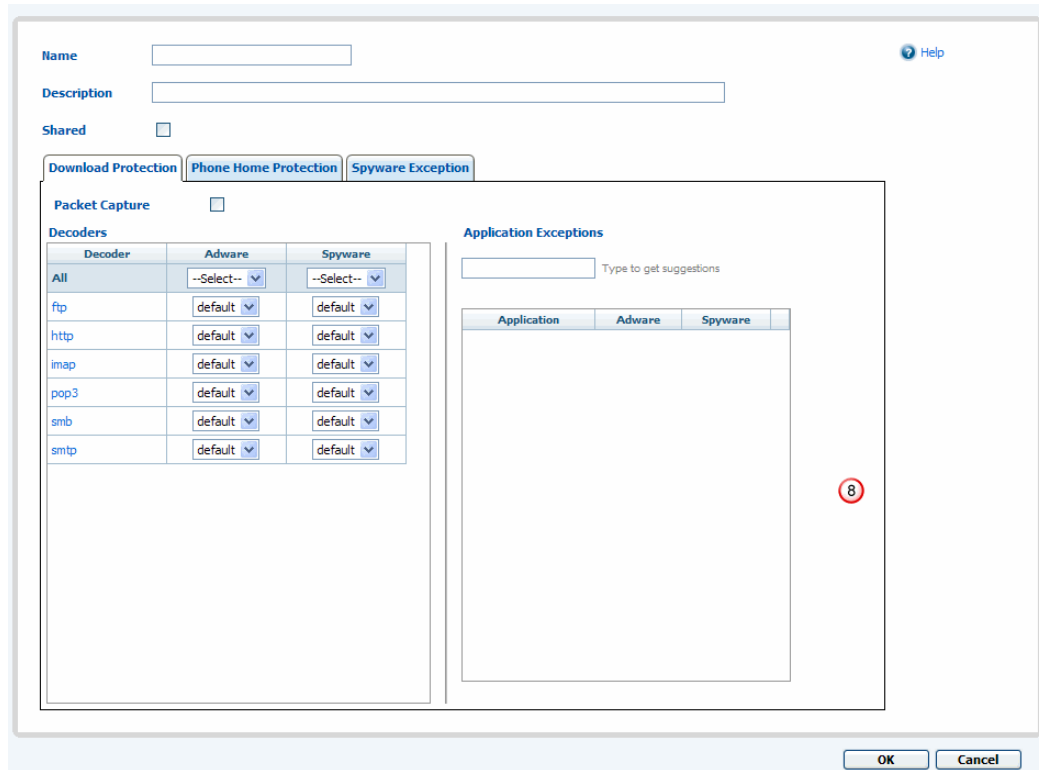 Name
Help
Description
Shared
Download Protection Phone Home Protection Spyware Exception
Packet Capture
Decoders
Decoder Adware Spyware
All --Select-- --Select--
ftp default default
http default default
imap default default
pop3 default default
smb default default
smtp default default
Application Exceptions
Type to get suggestions
Application Adware Spyware
8
OK Cancel